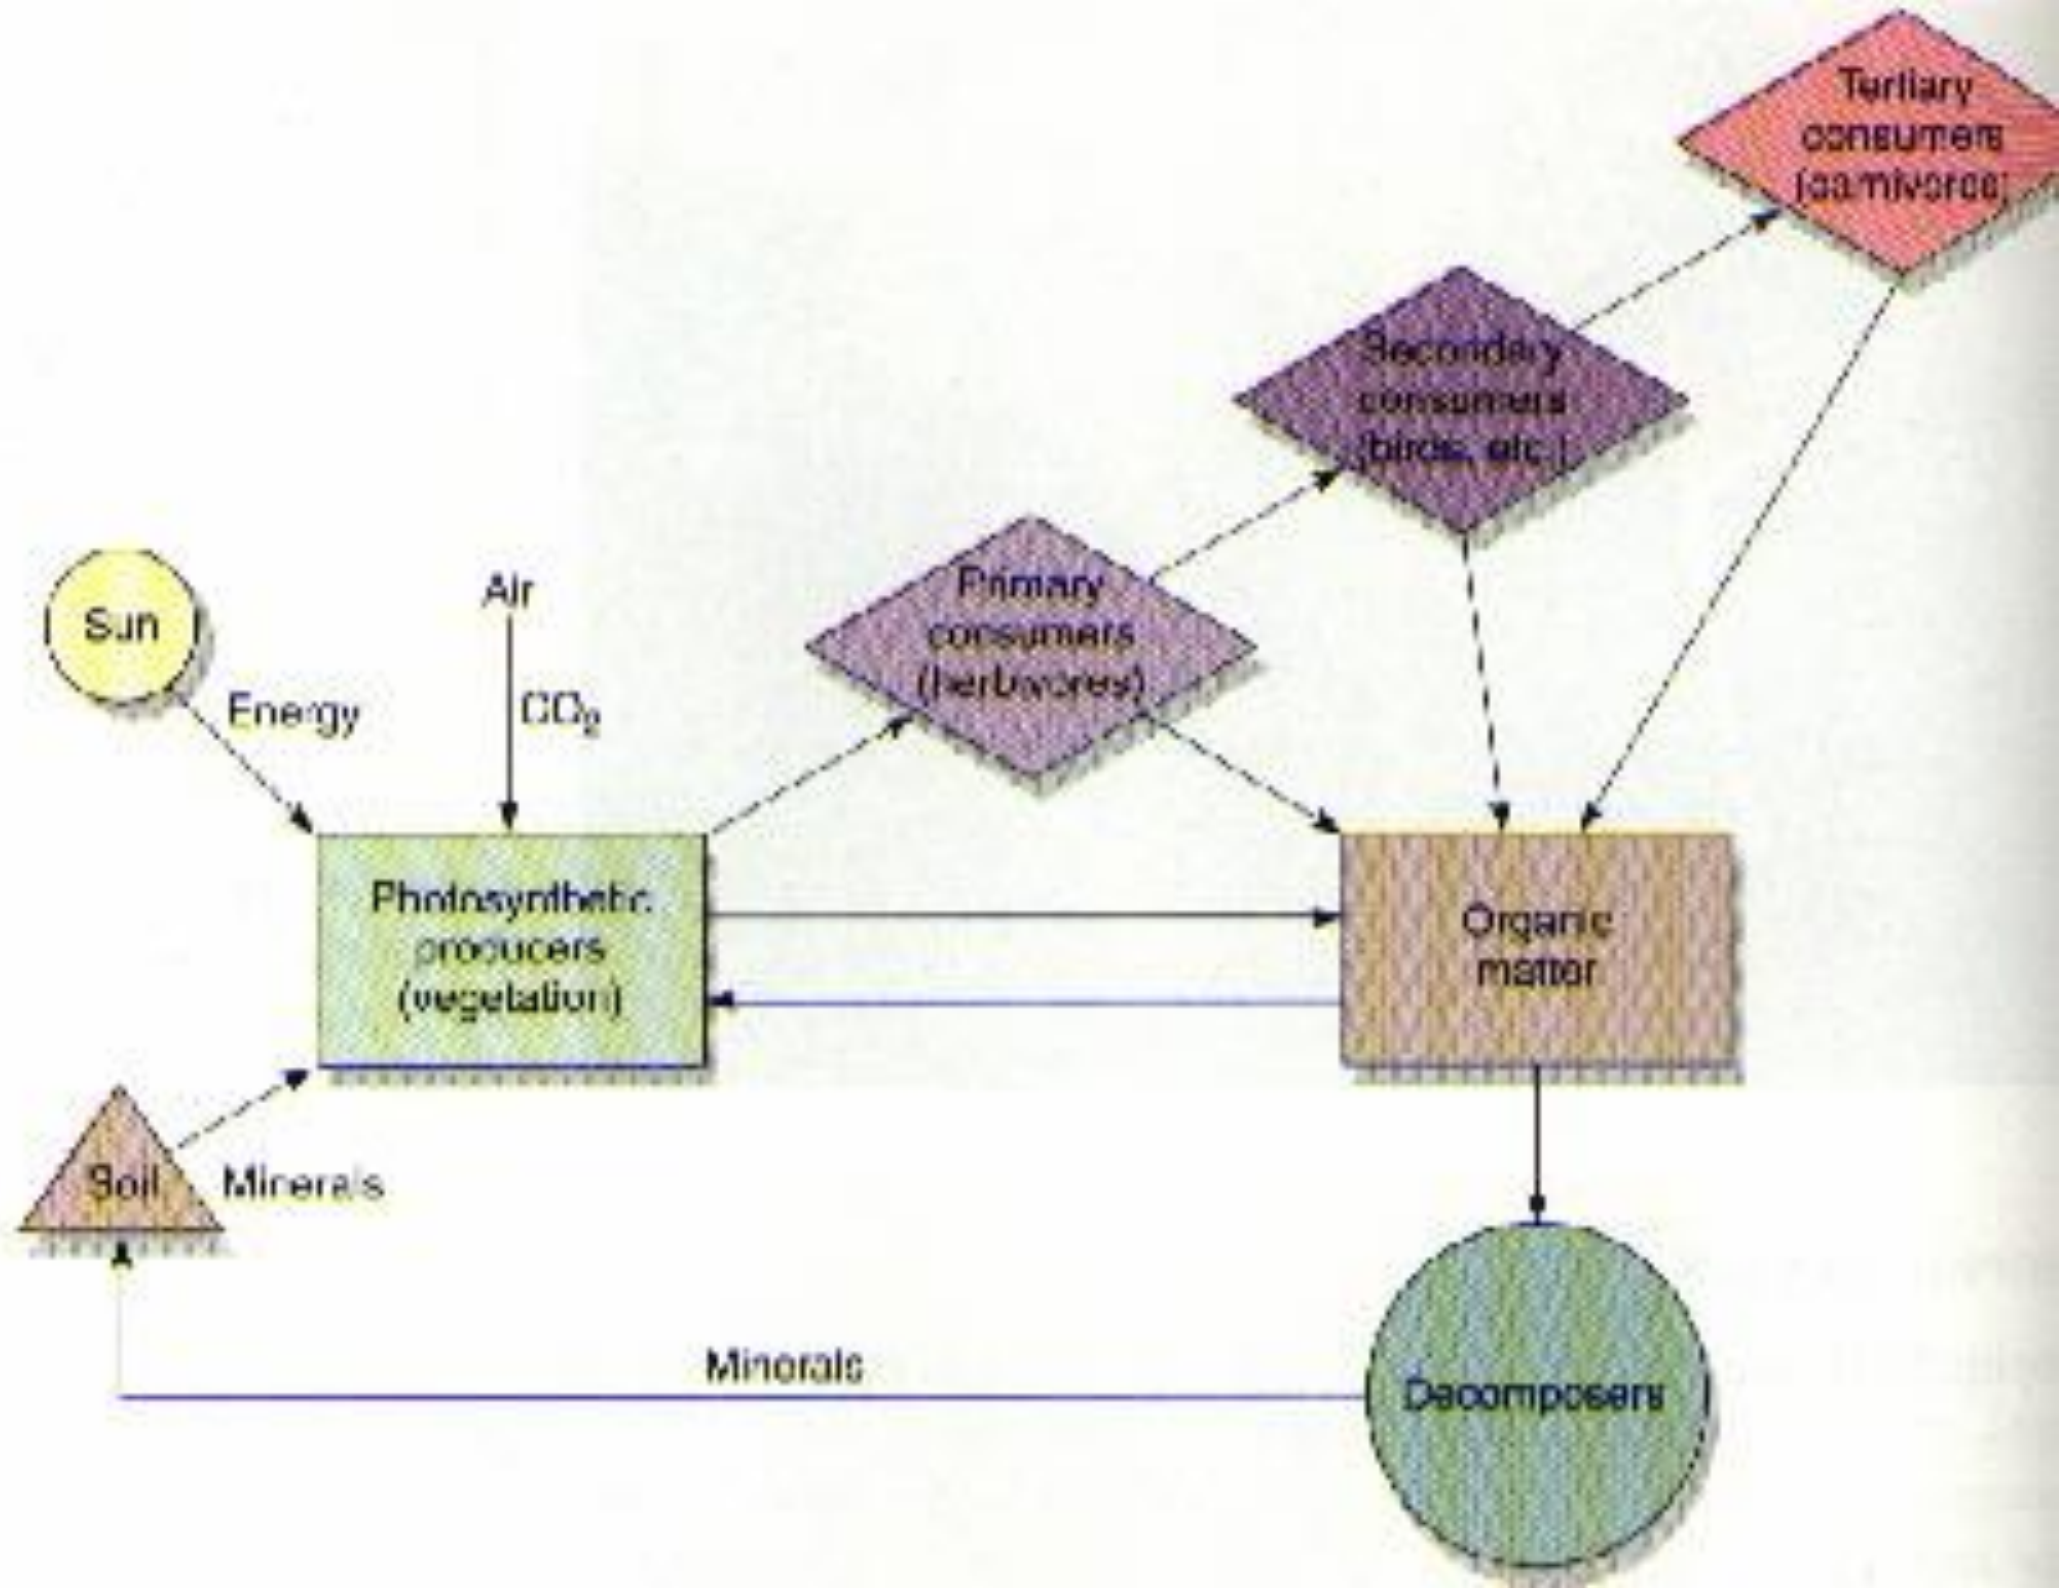 Tertiary
consumers
(carnivores)
Secondary
consumers
(birds, etc.)
Primary
consumers
(herbivores)
Sun
Air
Energy
CO₂
Photosynthetic
producers
(vegetation)
Organic
matter
Soil
Minerals
Minerals
Decomposers